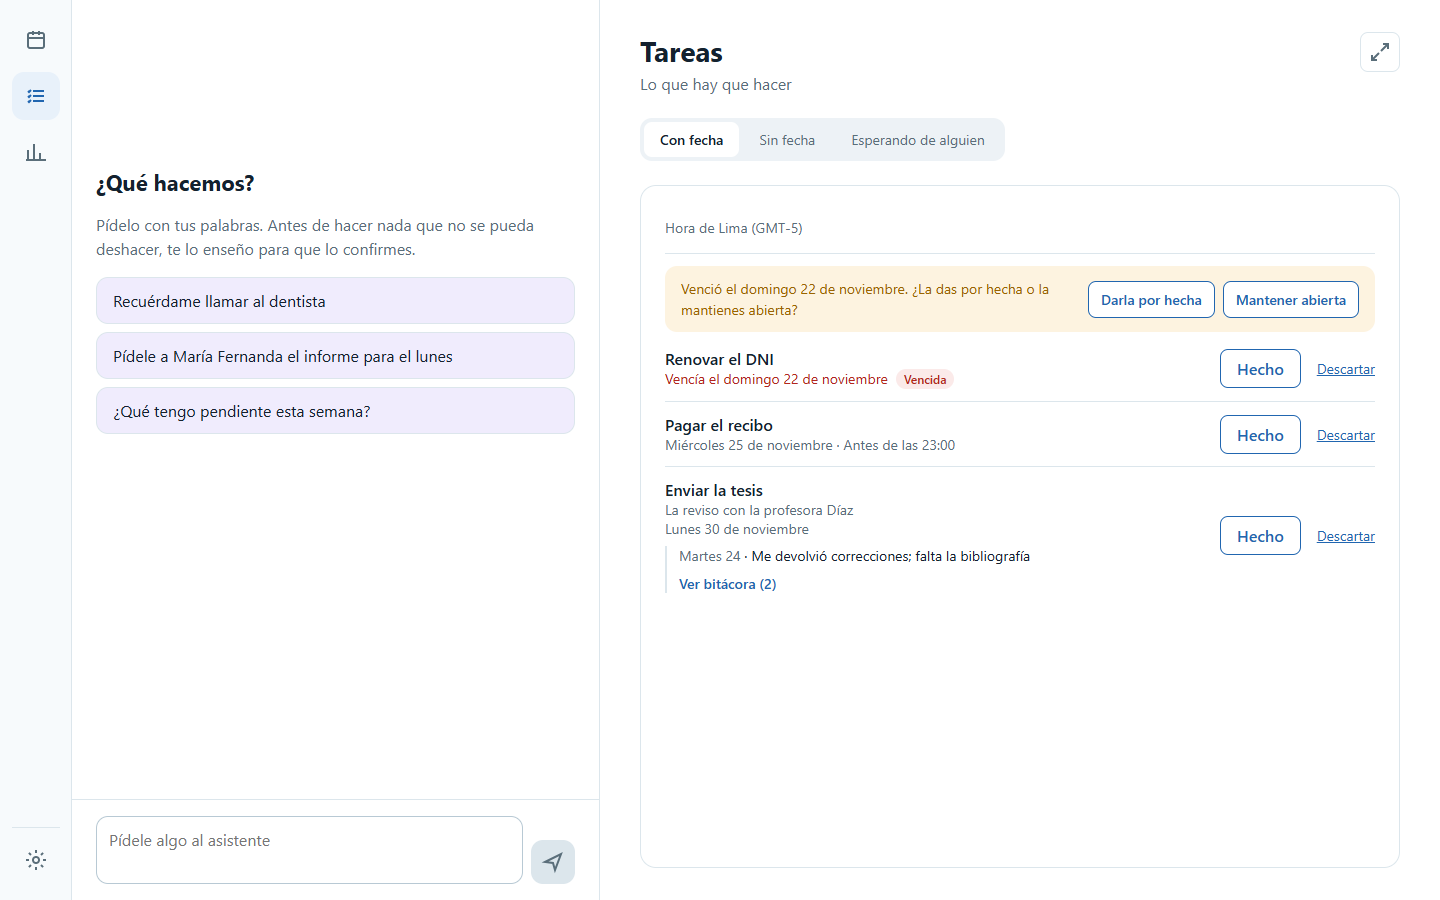 ¿Qué hacemos?
Pídelo con tus palabras. Antes de hacer nada que no se pueda
deshacer, te lo enseño para que lo confirmes.
Recuérdame llamar al dentista
Pídele a María Fernanda el informe para el lunes
¿Qué tengo pendiente esta semana?
Pídele algo al asistente
Tareas
Lo que hay que hacer
Con fecha
Sin fecha
Esperando de alguien
Hora de Lima (GMT-5)
Venció el domingo 22 de noviembre. ¿La das por hecha o la
mantienes abierta?
Darla por hecha
Mantener abierta
Renovar el DNI
Vencía el domingo 22 de noviembre
Vencida
Hecho
Descartar
Pagar el recibo
Miércoles 25 de noviembre · Antes de las 23:00
Hecho
Descartar
Enviar la tesis
La reviso con la profesora Díaz
Lunes 30 de noviembre
Martes 24 · Me devolvió correcciones; falta la bibliografía
Ver bitácora (2)
Hecho
Descartar